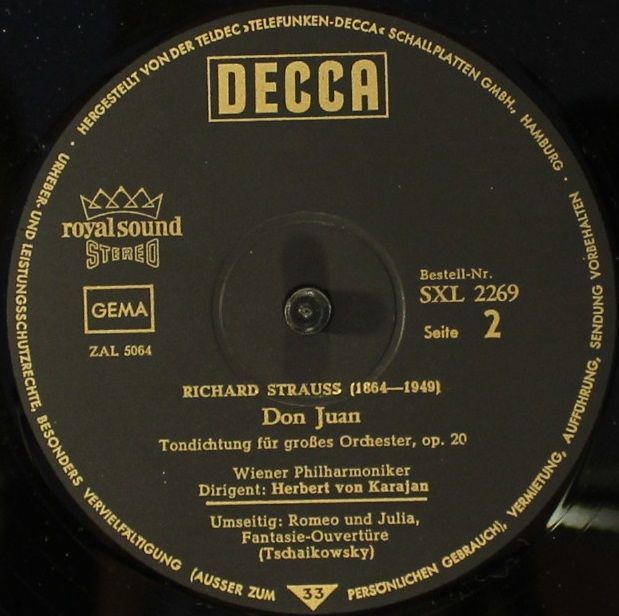 · HERGESTELLT VON DER TELDEC »TELEFUNKEN-DECCA« SCHALLPLATTEN GMBH., HAMBURG ·
DECCA
royal sound
STEREO
GEMA
ZAL 5064
Bestell-Nr.
SXL 2269
Seite 2
RICHARD STRAUSS (1864—1949)
Don Juan
Tondichtung für großes Orchester, op. 20
Wiener Philharmoniker
Dirigent: Herbert von Karajan
Umseitig: Romeo und Julia,
Fantasie-Ouvertüre
(Tschaikowsky)
URHEBER- UND LEISTUNGSSCHUTZRECHTE, BESONDERS VERVIELFÄLTIGUNG (AUSSER ZUM PERSÖNLICHEN GEBRAUCH), VERMIETUNG, AUFFÜHRUNG, SENDUNG VORBEHALTEN
33